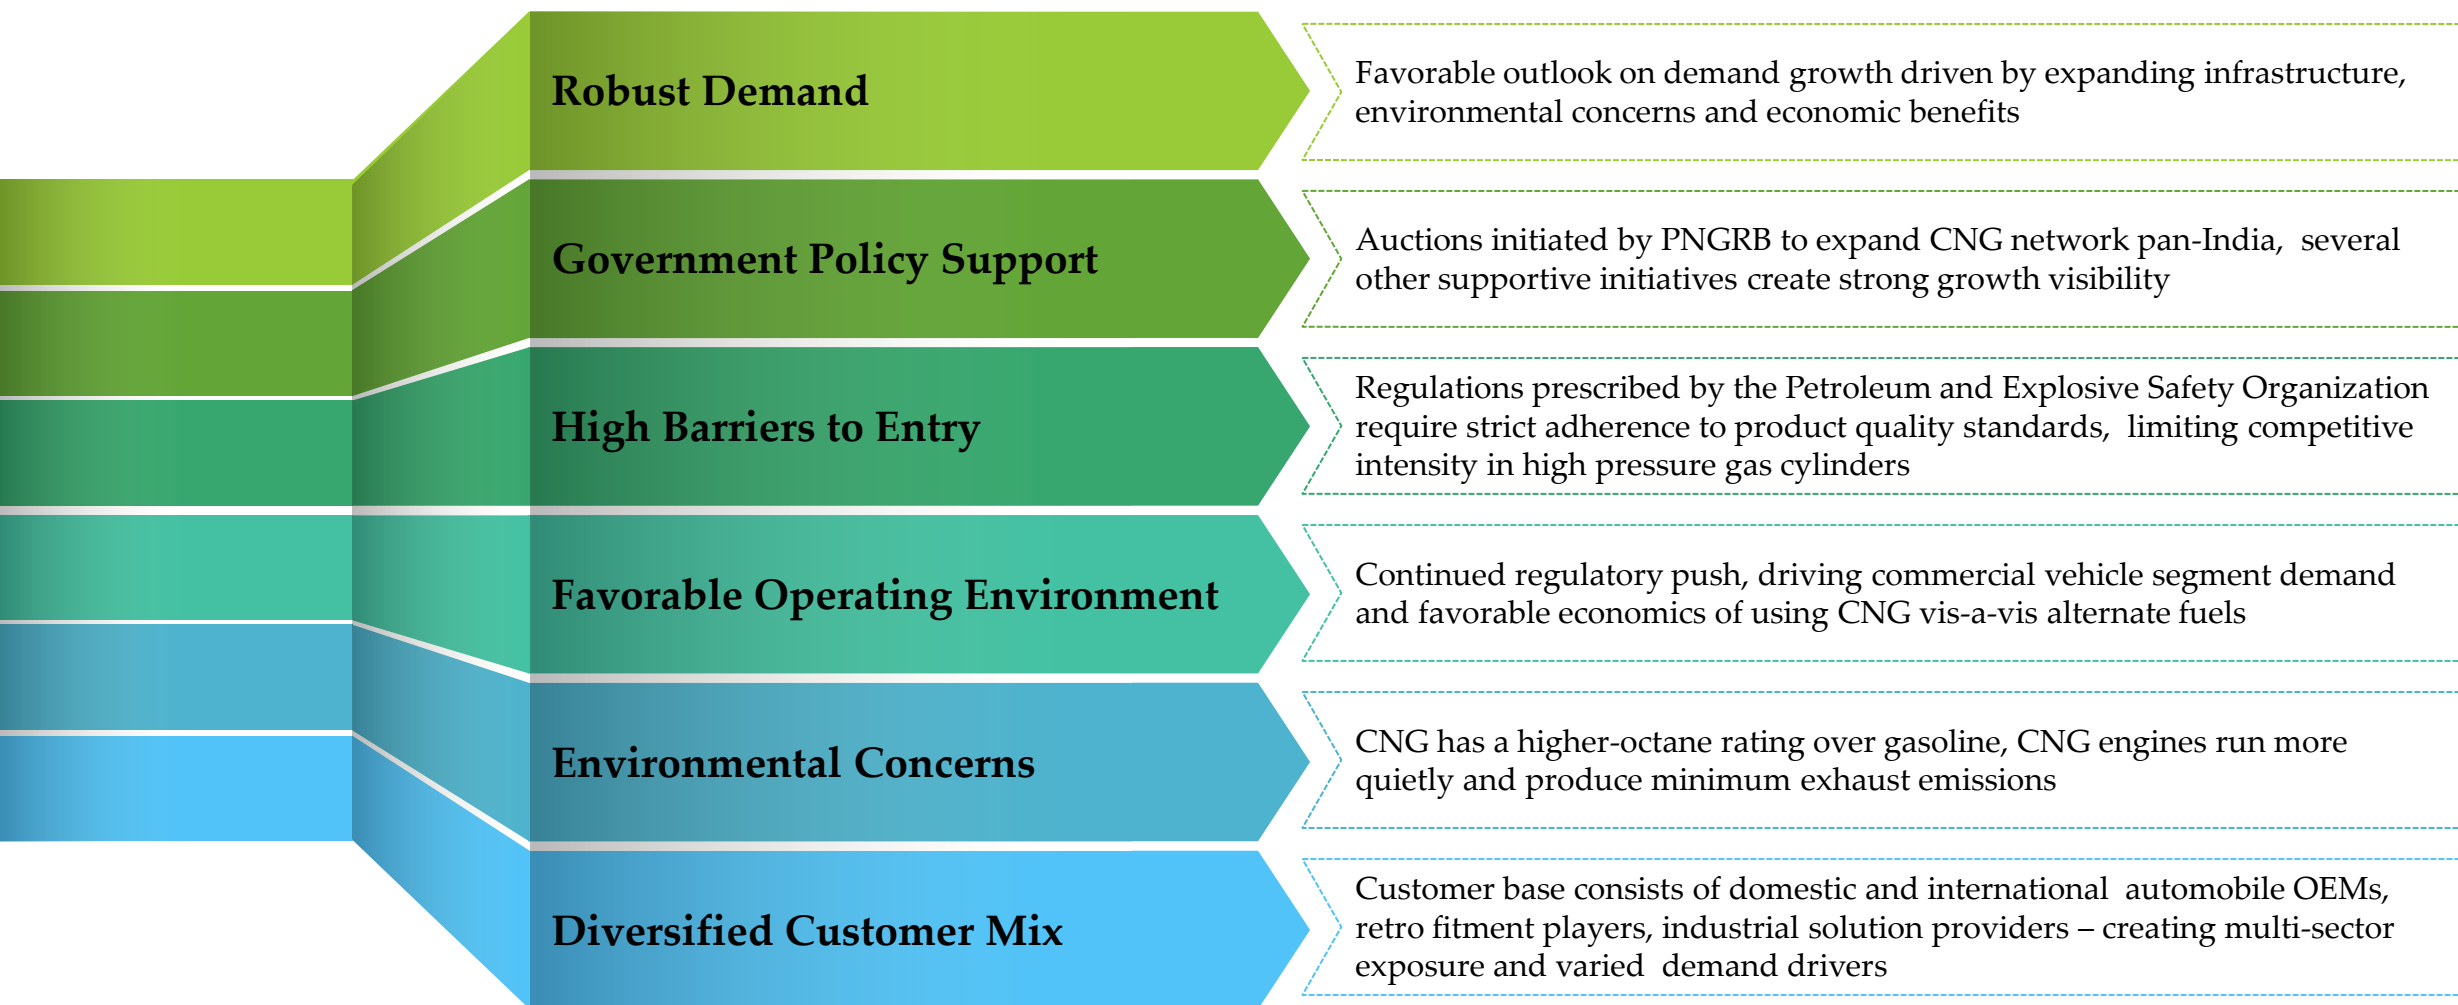 Robust Demand
Favorable outlook on demand growth driven by expanding infrastructure,
environmental concerns and economic benefits
Government Policy Support
Auctions initiated by PNGRB to expand CNG network pan-India,  several
other supportive initiatives create strong growth visibility
High Barriers to Entry
Regulations prescribed by the Petroleum and Explosive Safety Organization
require strict adherence to product quality standards,  limiting competitive
intensity in high pressure gas cylinders
Favorable Operating Environment
Continued regulatory push, driving commercial vehicle segment demand
and favorable economics of using CNG vis-a-vis alternate fuels
Environmental Concerns
CNG has a higher-octane rating over gasoline, CNG engines run more
quietly and produce minimum exhaust emissions
Diversified Customer Mix
Customer base consists of domestic and international  automobile OEMs,
retro fitment players, industrial solution providers – creating multi-sector
exposure and varied  demand drivers